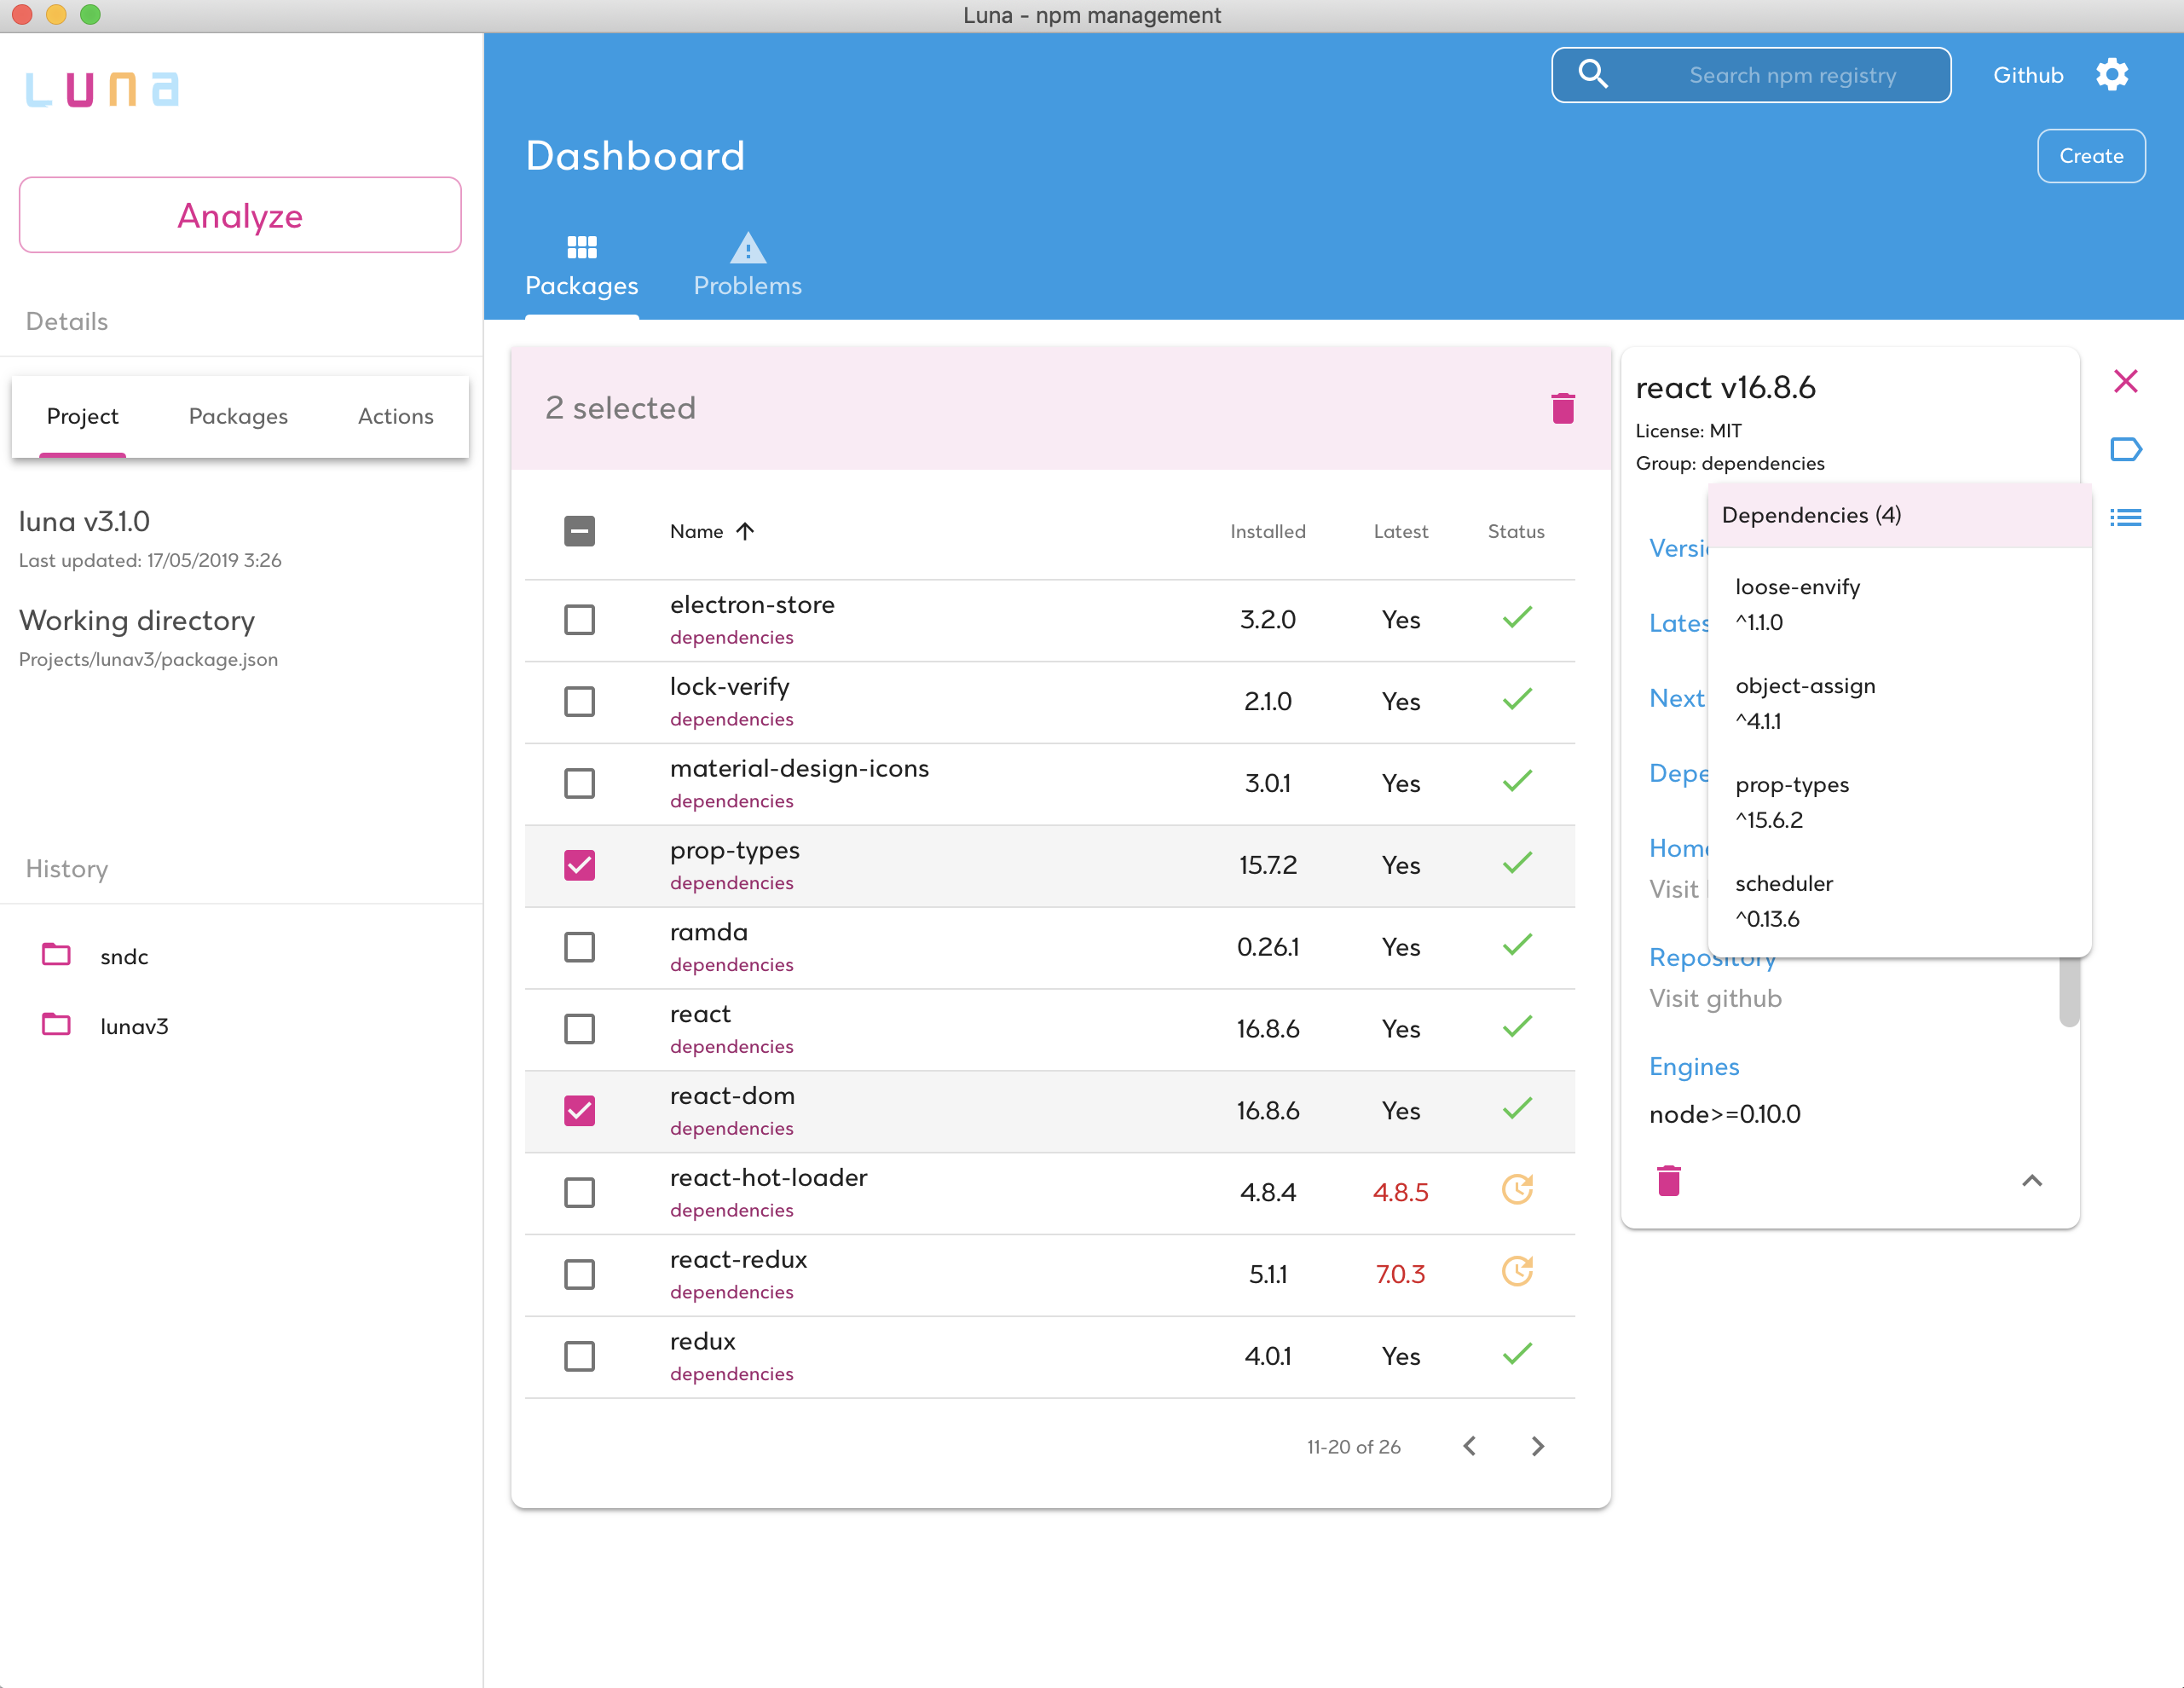 Luna - npm management
Luna
Search npm registry
Github
Dashboard
Create
Analyze
Packages
Problems
Details
Project
Packages
Actions
luna v3.1.0
Last updated: 17/05/2019 3:26
Working directory
Projects/lunav3/package.json
History
sndc
lunav3
2 selected
Name
Installed
Latest
Status
electron-store
dependencies
3.2.0
Yes
lock-verify
dependencies
2.1.0
Yes
material-design-icons
dependencies
3.0.1
Yes
prop-types
dependencies
15.7.2
Yes
ramda
dependencies
0.26.1
Yes
react
dependencies
16.8.6
Yes
react-dom
dependencies
16.8.6
Yes
react-hot-loader
dependencies
4.8.4
4.8.5
react-redux
dependencies
5.1.1
7.0.3
redux
dependencies
4.0.1
Yes
11-20 of 26
react v16.8.6
License: MIT
Group: dependencies
Dependencies (4)
loose-envify
^1.1.0
object-assign
^4.1.1
prop-types
^15.6.2
scheduler
^0.13.6
Next
Visit
Repository
Visit github
Engines
node>=0.10.0